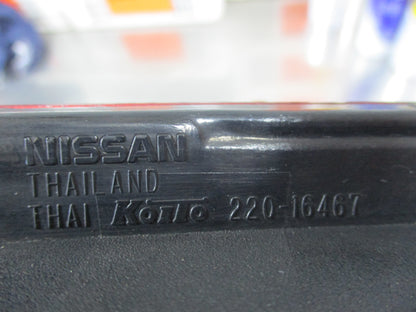 NISSAN
THAILAND
THAI KOITO 220-16467